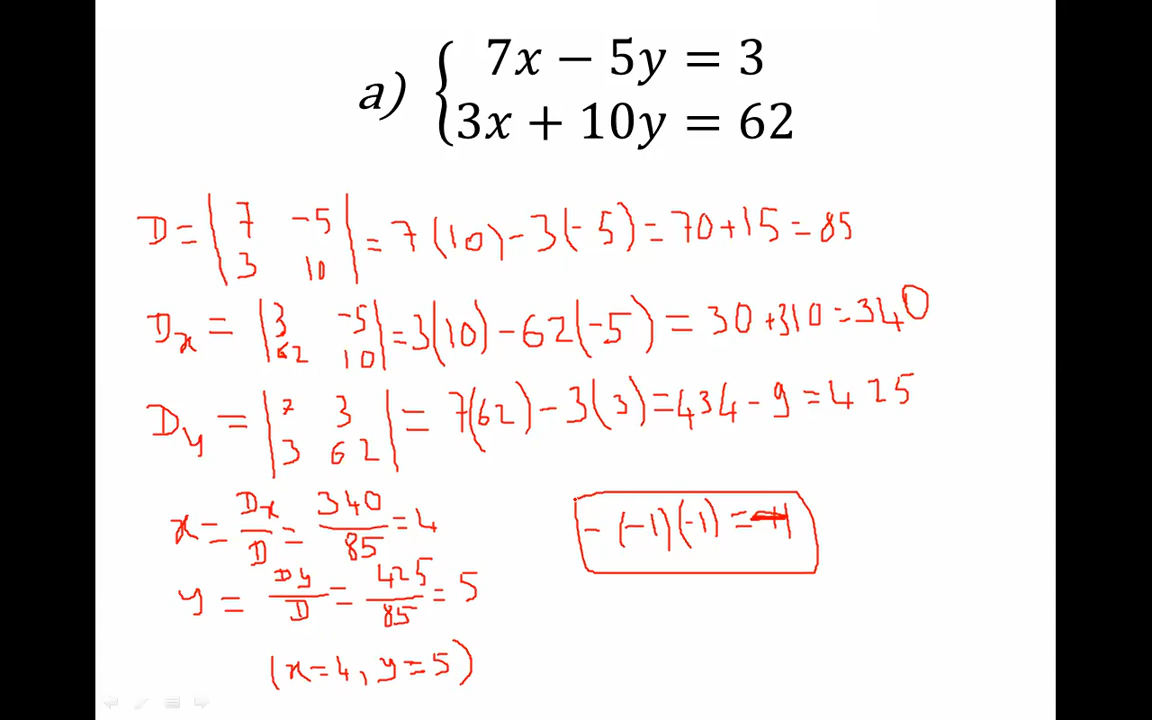 a) { 7x − 5y = 3
3x + 10y = 62
D = | 7 -5 | = 7(10) - 3(-5) = 70 + 15 = 85
3 10
Dx = | 3 -5 | = 3(10) - 62(-5) = 30 + 310 = 340
62 10
Dy = | 7 3 | = 7(62) - 3(3) = 434 - 9 = 425
3 62
x = Dx/D = 340/85 = 4
- (-1)(-1) =
y = Dy/D = 425/85 = 5
(x=4, y=5)